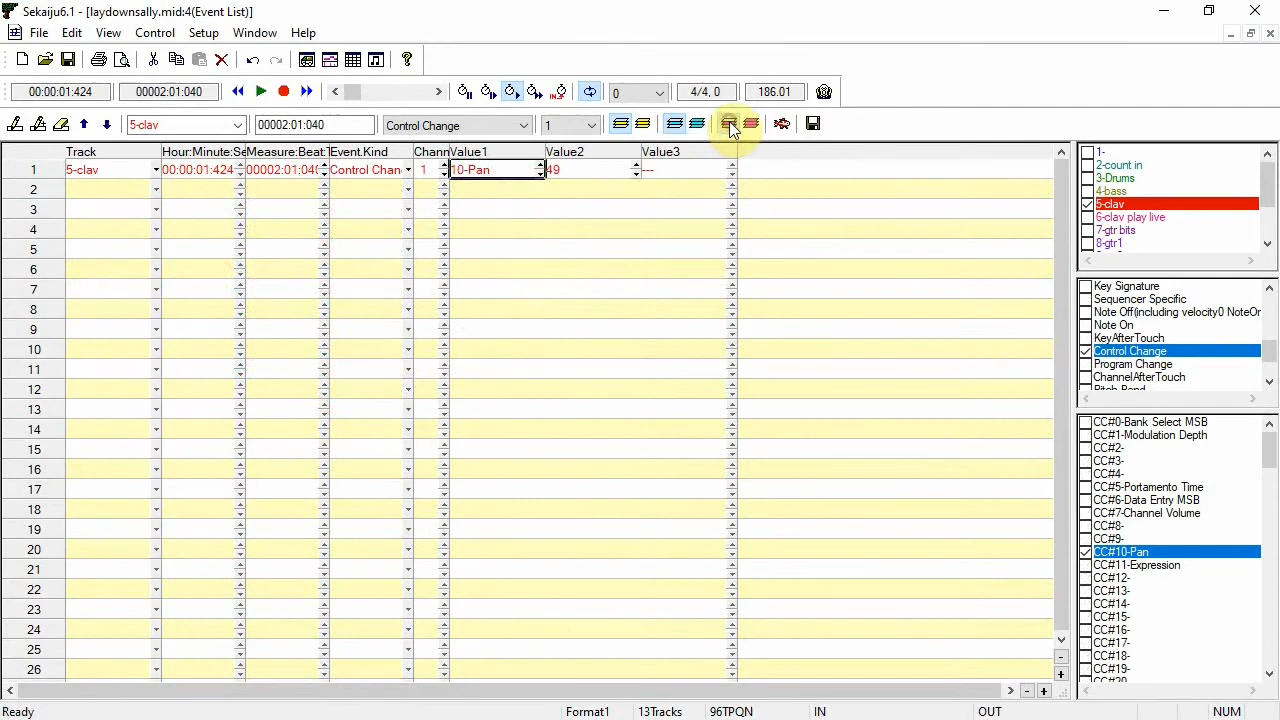 Sekaiju6.1 - [laydownsally.mid:4(Event List)]
File Edit View Control Setup Window Help
00:00:01:424 00002:01:040 0 4/4, 0 186.01
5-clav 00002:01:040 Control Change 1
Track Hour:Minute:Se Measure:Beat:T Event.Kind Chann Value1 Value2 Value3
1 5-clav 00:00:01:424 00002:01:040 Control Chan 1 10-Pan 49 ---
2
3
4
5
6
7
8
9
10
11
12
13
14
15
16
17
18
19
20
21
22
23
24
25
26
1-
2-count in
3-Drums
4-bass
5-clav
6-clav play live
7-gtr bits
8-gtr1
Key Signature
Sequencer Specific
Note Off(including velocity0 NoteOr
Note On
KeyAfterTouch
Control Change
Program Change
ChannelAfterTouch
Pitch Bend
CC#0-Bank Select MSB
CC#1-Modulation Depth
CC#2-
CC#3-
CC#4-
CC#5-Portamento Time
CC#6-Data Entry MSB
CC#7-Channel Volume
CC#8-
CC#9-
CC#10-Pan
CC#11-Expression
CC#12-
CC#13-
CC#14-
CC#15-
CC#16-
CC#17-
CC#18-
CC#19-
CC#20-
Ready Format1 13Tracks 96TPQN IN OUT NUM